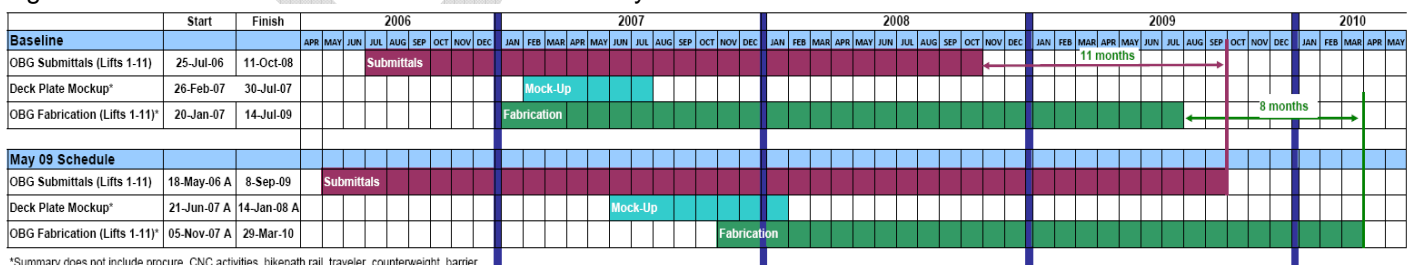 Start Finish 2006 2007 2008 2009 2010
Baseline APR MAY JUN JUL AUG SEP OCT NOV DEC JAN FEB MAR APR MAY JUN JUL AUG SEP OCT NOV DEC JAN FEB MAR APR MAY JUN JUL AUG SEP OCT NOV DEC JAN FEB MAR APR MAY JUN JUL AUG SEP OCT NOV DEC JAN FEB MAR APR MAY
OBG Submittals (Lifts 1-11) 25-Jul-06 11-Oct-08 Submittals 11 months
Deck Plate Mockup* 26-Feb-07 30-Jul-07 Mock-Up
OBG Fabrication (Lifts 1-11)* 20-Jan-07 14-Jul-09 Fabrication 8 months
May 09 Schedule
OBG Submittals (Lifts 1-11) 18-May-06 A 8-Sep-09 Submittals
Deck Plate Mockup* 21-Jun-07 A 14-Jan-08 A Mock-Up
OBG Fabrication (Lifts 1-11)* 05-Nov-07 A 29-Mar-10 Fabrication
*Summary does not include procure, CNC activities, bikepath rail, traveler, counterweight, barrier